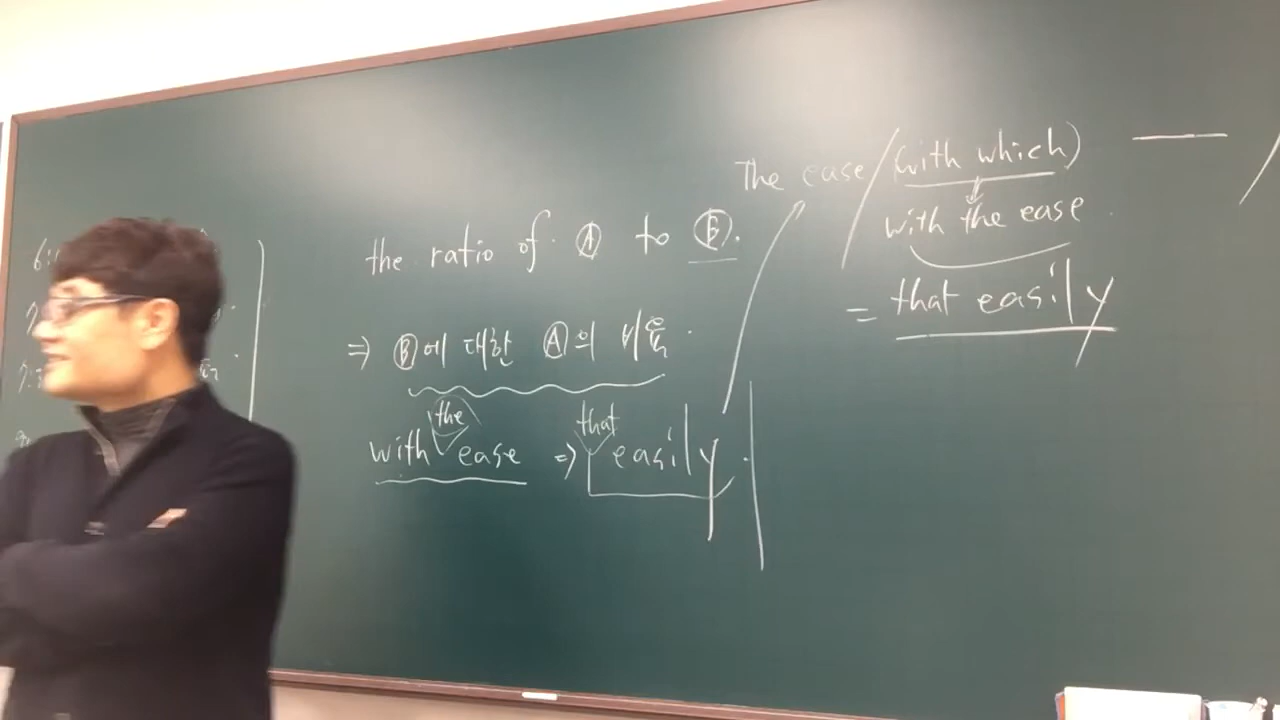 the ratio of Ⓐ to Ⓑ.
⇒ Ⓑ에 대한 Ⓐ의 비율.
the that
with ease ⇒ easily.
The ease / (with which)
with the ease
= that easily